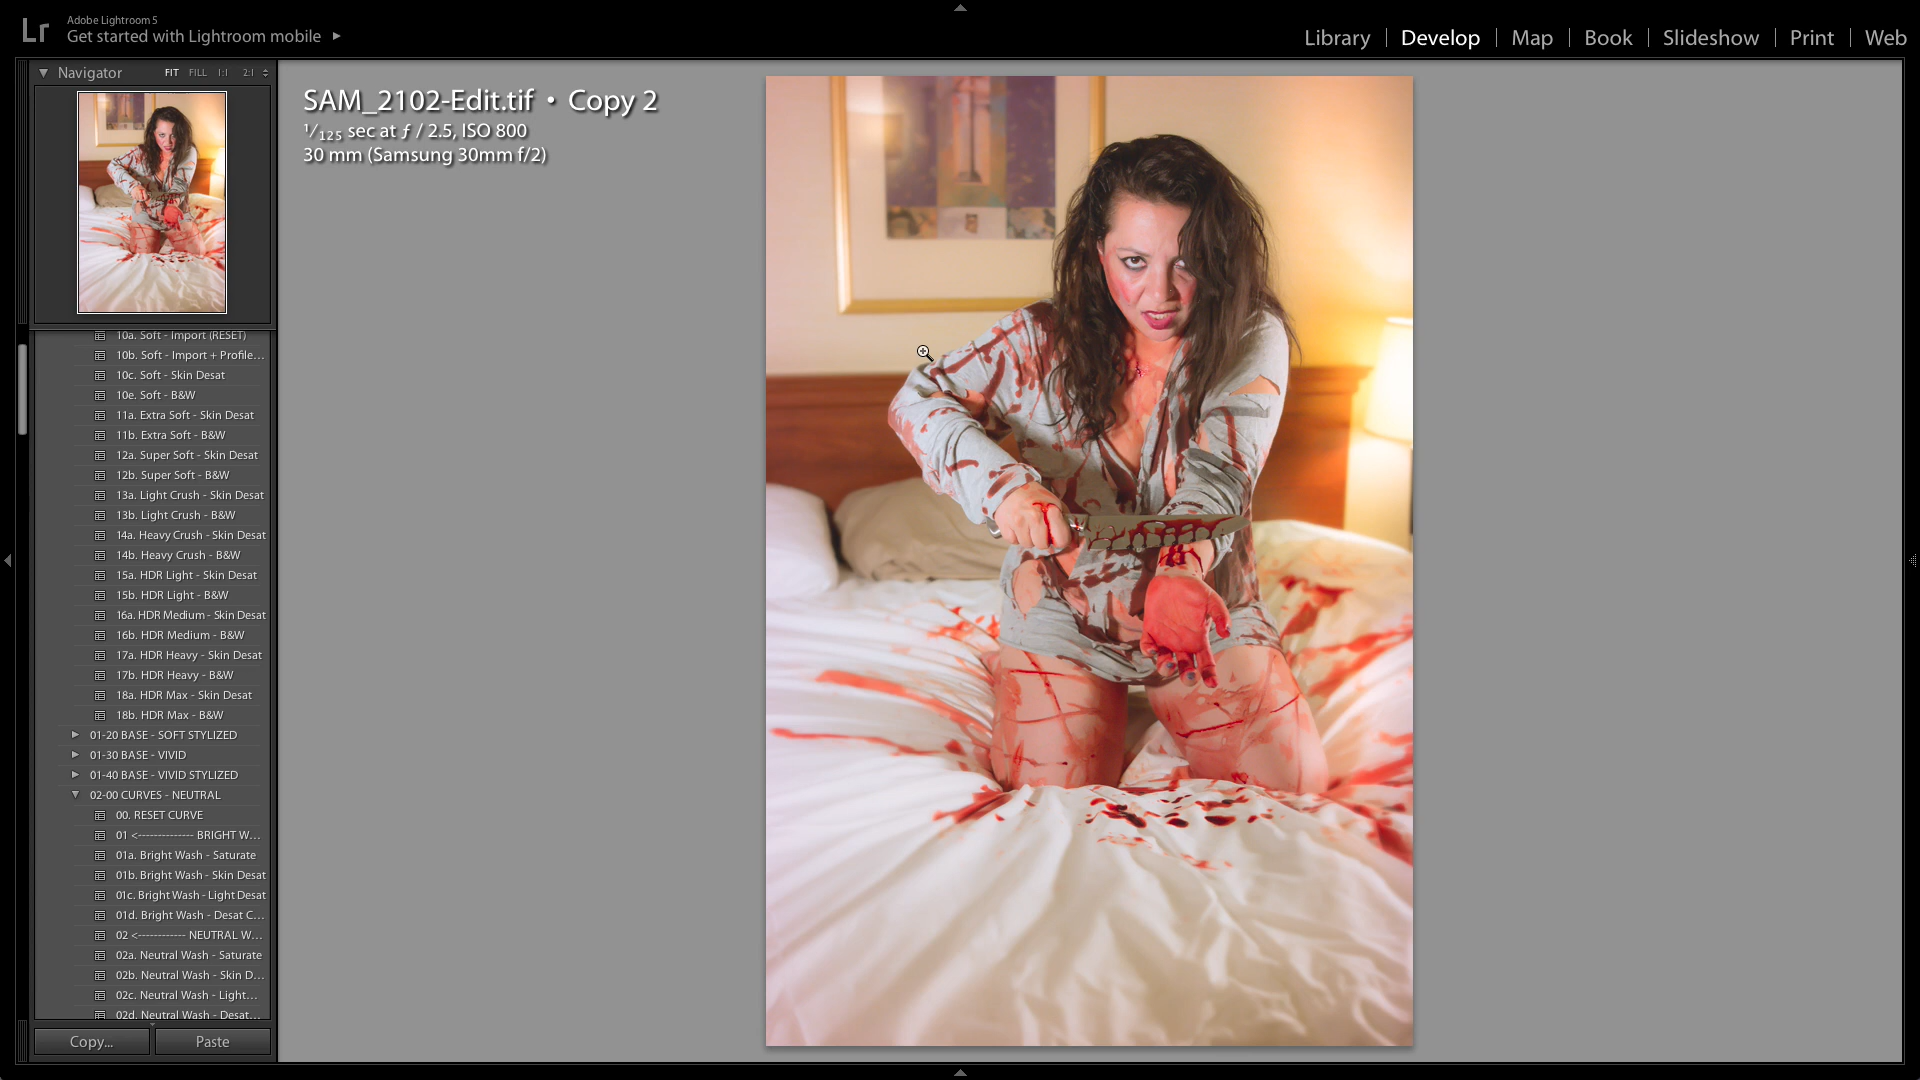 Lr
Adobe Lightroom 5
Get started with Lightroom mobile
Library | Develop | Map | Book | Slideshow | Print | Web
Navigator FIT FILL 1:1 2:1
SAM_2102-Edit.tif • Copy 2
1/125 sec at ƒ / 2.5, ISO 800
30 mm (Samsung 30mm f/2)
10a. Soft - Import (RESET)
10b. Soft - Import + Profile...
10c. Soft - Skin Desat
10e. Soft - B&W
11a. Extra Soft - Skin Desat
11b. Extra Soft - B&W
12a. Super Soft - Skin Desat
12b. Super Soft - B&W
13a. Light Crush - Skin Desat
13b. Light Crush - B&W
14a. Heavy Crush - Skin Desat
14b. Heavy Crush - B&W
15a. HDR Light - Skin Desat
15b. HDR Light - B&W
16a. HDR Medium - Skin Desat
16b. HDR Medium - B&W
17a. HDR Heavy - Skin Desat
17b. HDR Heavy - B&W
18a. HDR Max - Skin Desat
18b. HDR Max - B&W
01-20 BASE - SOFT STYLIZED
01-30 BASE - VIVID
01-40 BASE - VIVID STYLIZED
02-00 CURVES - NEUTRAL
00. RESET CURVE
01 <-------------- BRIGHT W...
01a. Bright Wash - Saturate
01b. Bright Wash - Skin Desat
01c. Bright Wash - Light Desat
01d. Bright Wash - Desat C...
02 <------------ NEUTRAL W...
02a. Neutral Wash - Saturate
02b. Neutral Wash - Skin D...
02c. Neutral Wash - Light...
02d. Neutral Wash - Desat...
Copy... Paste